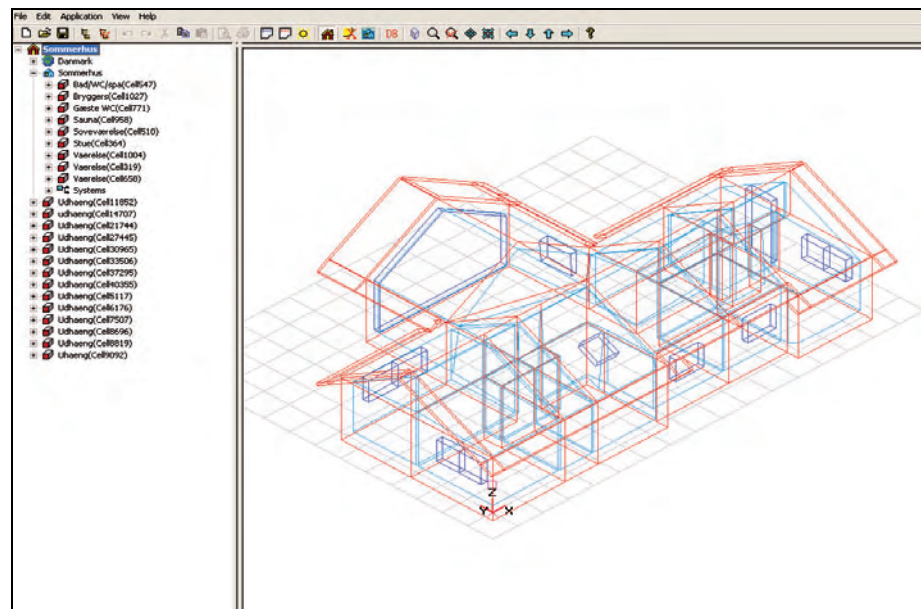 File Edit Application View Help
DB
?
Sommerhus
Danmark
Sommerhus
Bad/WC/spa(Cell547)
Bryggers(Cell1027)
Gæste WC(Cell771)
Sauna(Cell958)
Soveværelse(Cell510)
Stue(Cell364)
Vaerelse(Cell1004)
Vaerelse(Cell319)
Vaerelse(Cell658)
Systems
Udhaeng(Cell11852)
udhaeng(Cell14707)
Udhaeng(Cell21744)
Udhaeng(Cell27445)
Udhaeng(Cell30965)
Udhaeng(Cell33506)
Udhaeng(Cell37295)
Udhaeng(Cell40355)
Udhaeng(Cell5117)
Udhaeng(Cell6176)
Udhaeng(Cell7507)
Udhaeng(Cell8696)
Udhaeng(Cell8819)
Uhaeng(Cell9092)
Z
Y X